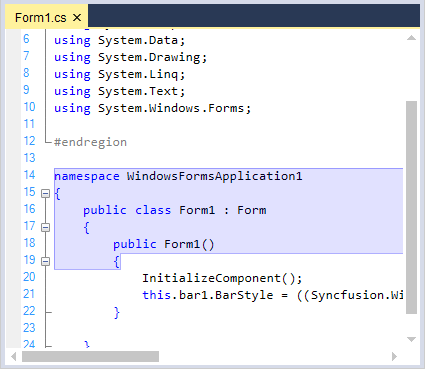 Form1.cs ×
6 using System.Data;
7 using System.Drawing;
8 using System.Linq;
9 using System.Text;
10 using System.Windows.Forms;
11
12 #endregion
13
14 namespace WindowsFormsApplication1
15 {
16 public class Form1 : Form
17 {
18 public Form1()
19 {
20 InitializeComponent();
21 this.bar1.BarStyle = ((Syncfusion.Wi
22 }
23
24 }